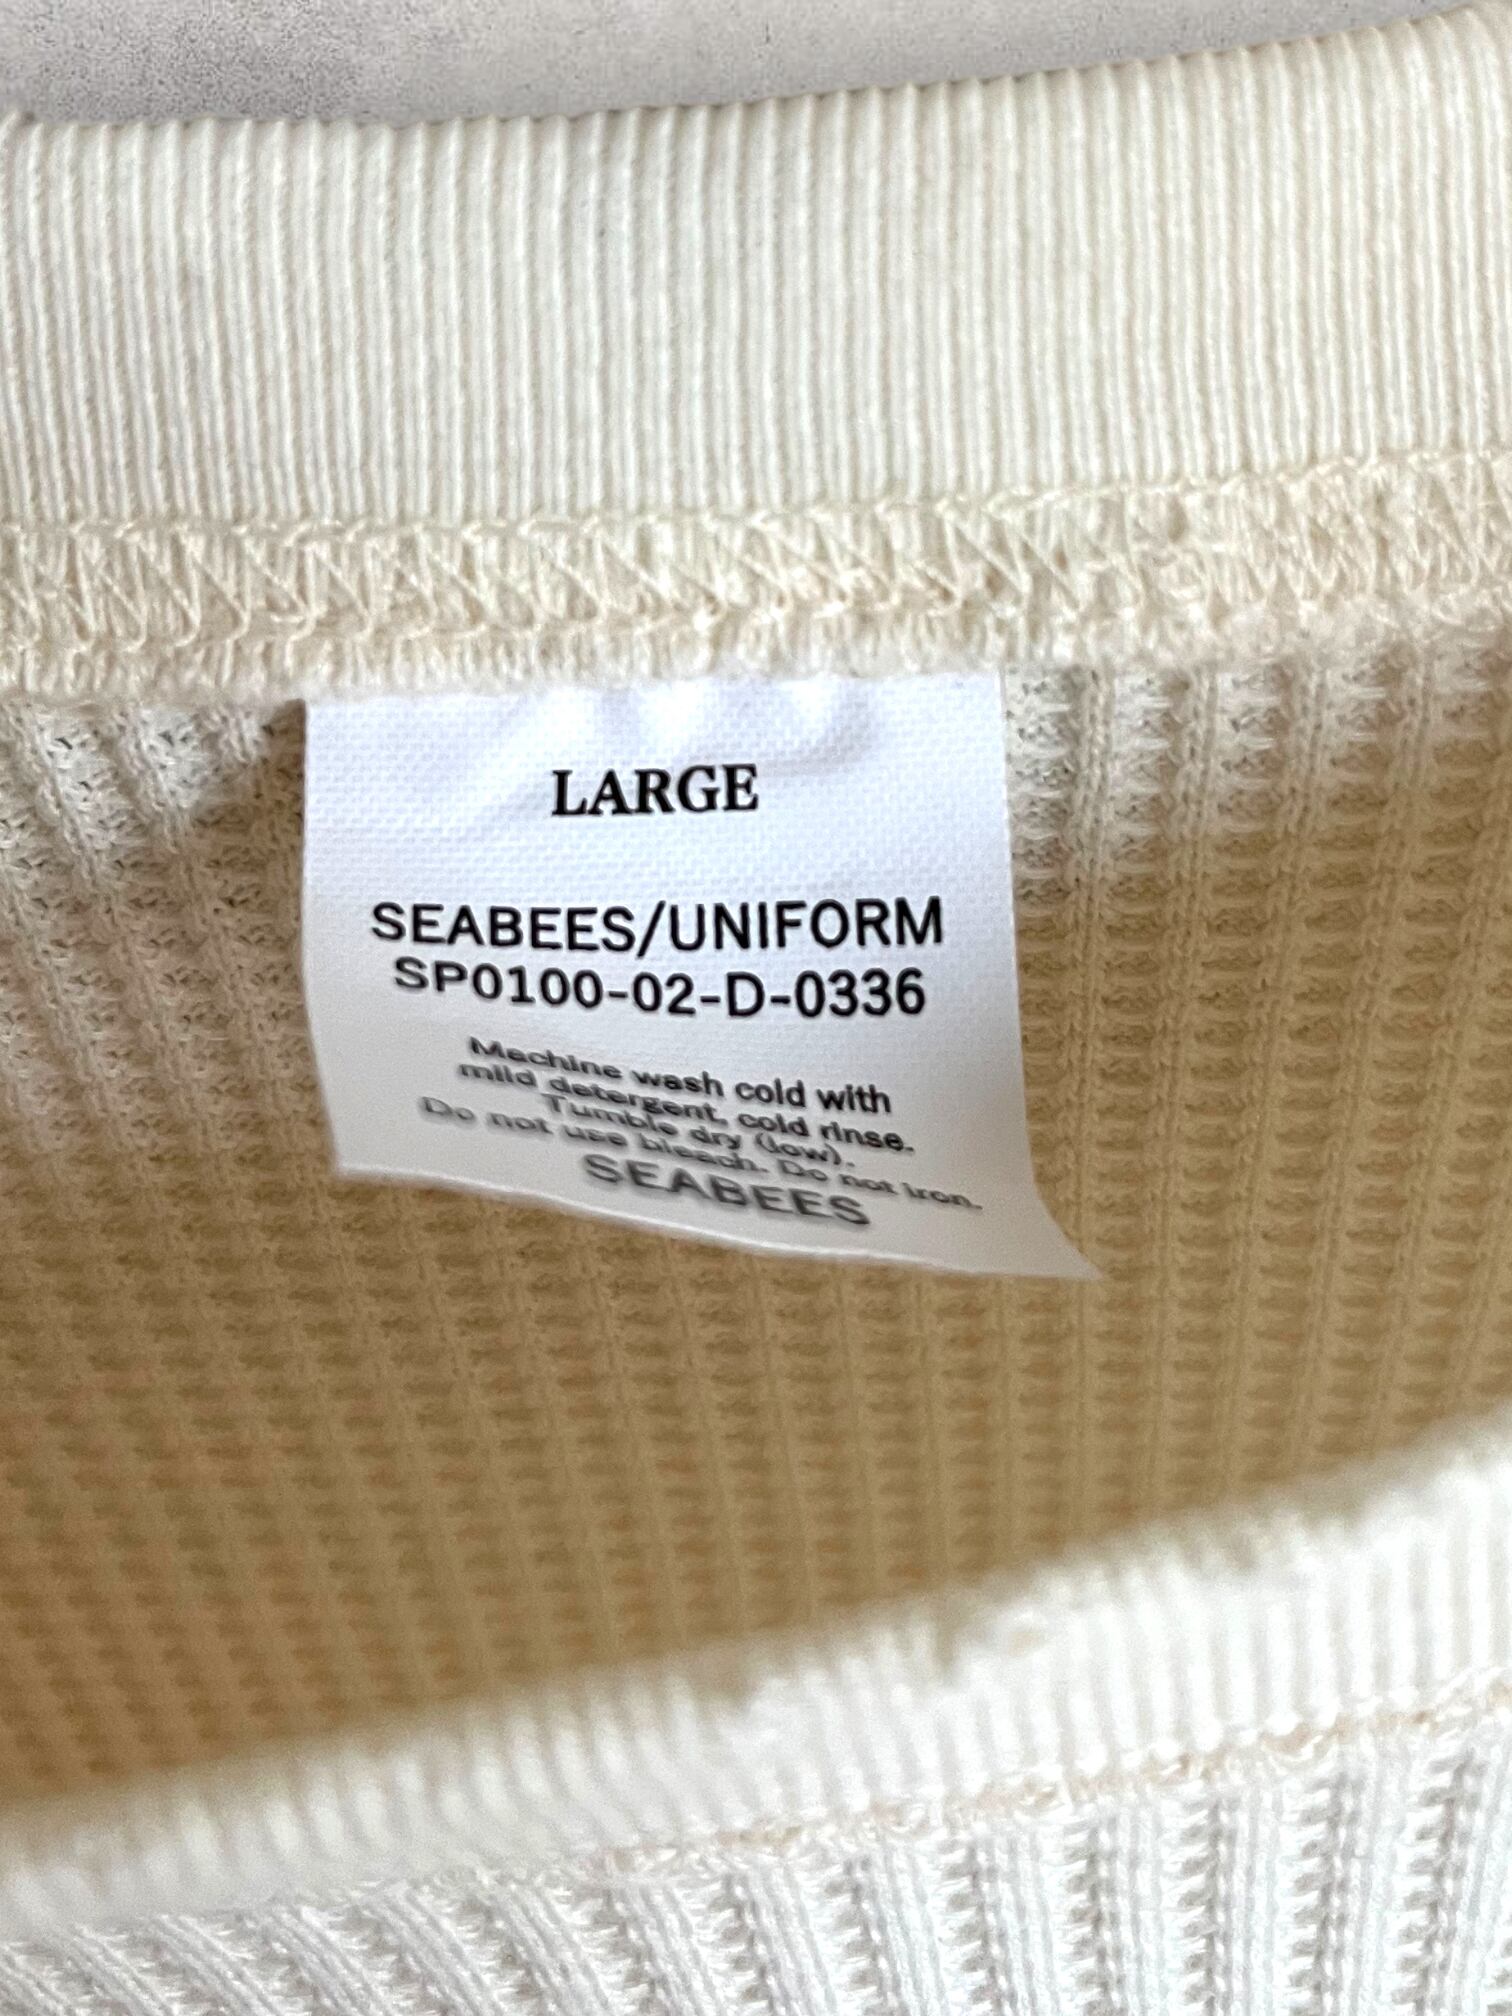 LARGE
SEABEES/UNIFORM
SP0100-02-D-0336
Machine wash cold with
mild detergent, cold rinse.
Tumble dry (low).
Do not use bleach. Do not iron.
SEABEES